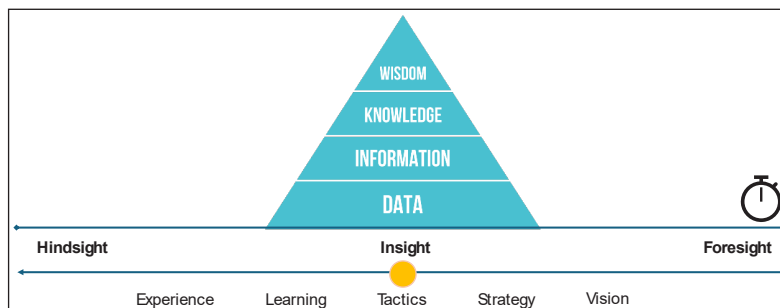 WISDOM
KNOWLEDGE
INFORMATION
DATA
Hindsight Insight Foresight
Experience Learning Tactics Strategy Vision